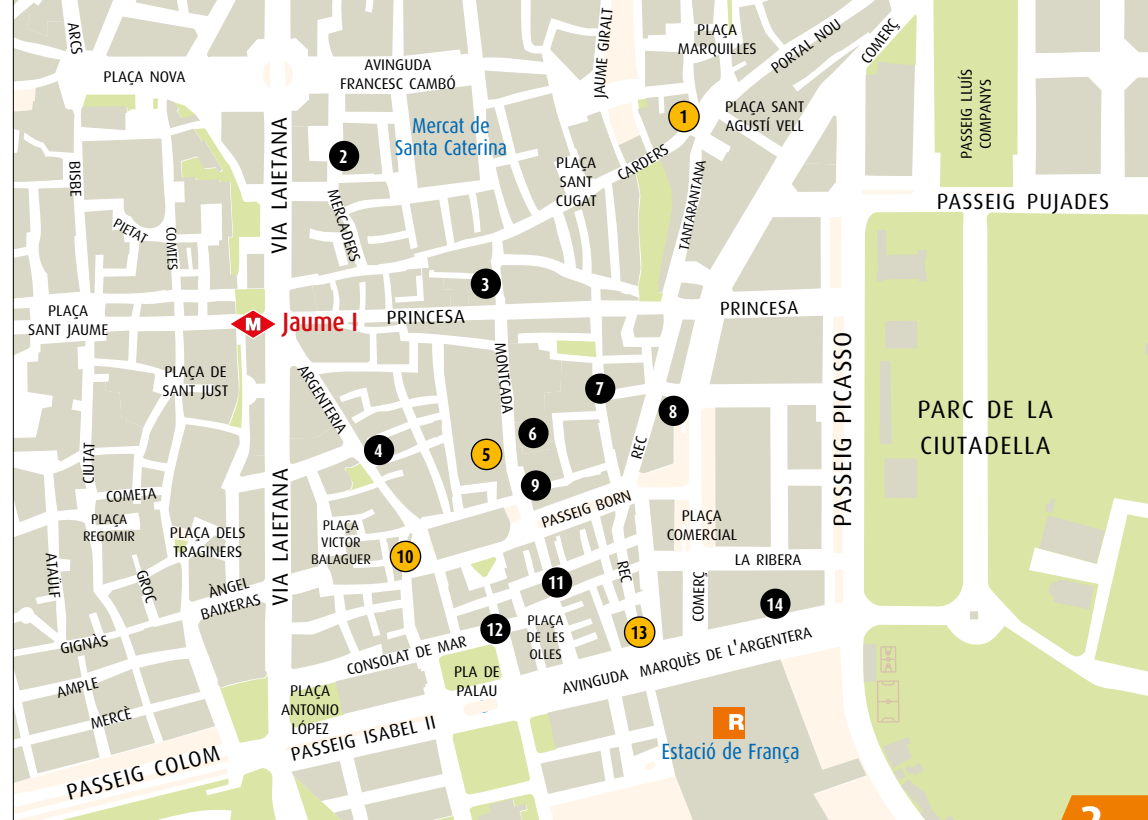 ARCS
PLAÇA NOVA
AVINGUDA
FRANCESC CAMBÓ
JAUME GIRALT
PLAÇA
MARQUILLES
PORTAL NOU
COMERÇ
PASSEIG LLUÍS
COMPANYS
1
PLAÇA SANT
AGUSTÍ VELL
Mercat de
Santa Caterina
2
VIA LAIETANA
BISBE
PLAÇA
SANT
CUGAT
CARDERS
TANTARANTANA
PASSEIG PUJADES
MERCADERS
PIETAT
COMTES
3
PLAÇA
SANT JAUME
M
Jaume I
PRINCESA
PRINCESA
PLAÇA DE
SANT JUST
ARGENTERIA
MONTCADA
7
8
PASSEIG PICASSO
PARC DE LA
CIUTADELLA
4
5
6
REC
9
CIUTAT
COMETA
PLAÇA
REGOMIR
PLAÇA DELS
TRAGINERS
VIA LAIETANA
PLAÇA
VICTOR
BALAGUER
10
PASSEIG BORN
PLAÇA
COMERCIAL
LA RIBERA
ATAÜLF
GROC
ÀNGEL
BAIXERAS
11
REC
COMERÇ
14
GIGNÀS
12
PLAÇA
DE LES
OLLES
13
CONSOLAT DE MAR
AVINGUDA MARQUÈS DE L'ARGENTERA
AMPLE
MERCÈ
PLA DE
PALAU
PLAÇA
ANTONIO
LÓPEZ
PASSEIG ISABEL II
R
Estació de França
PASSEIG COLOM